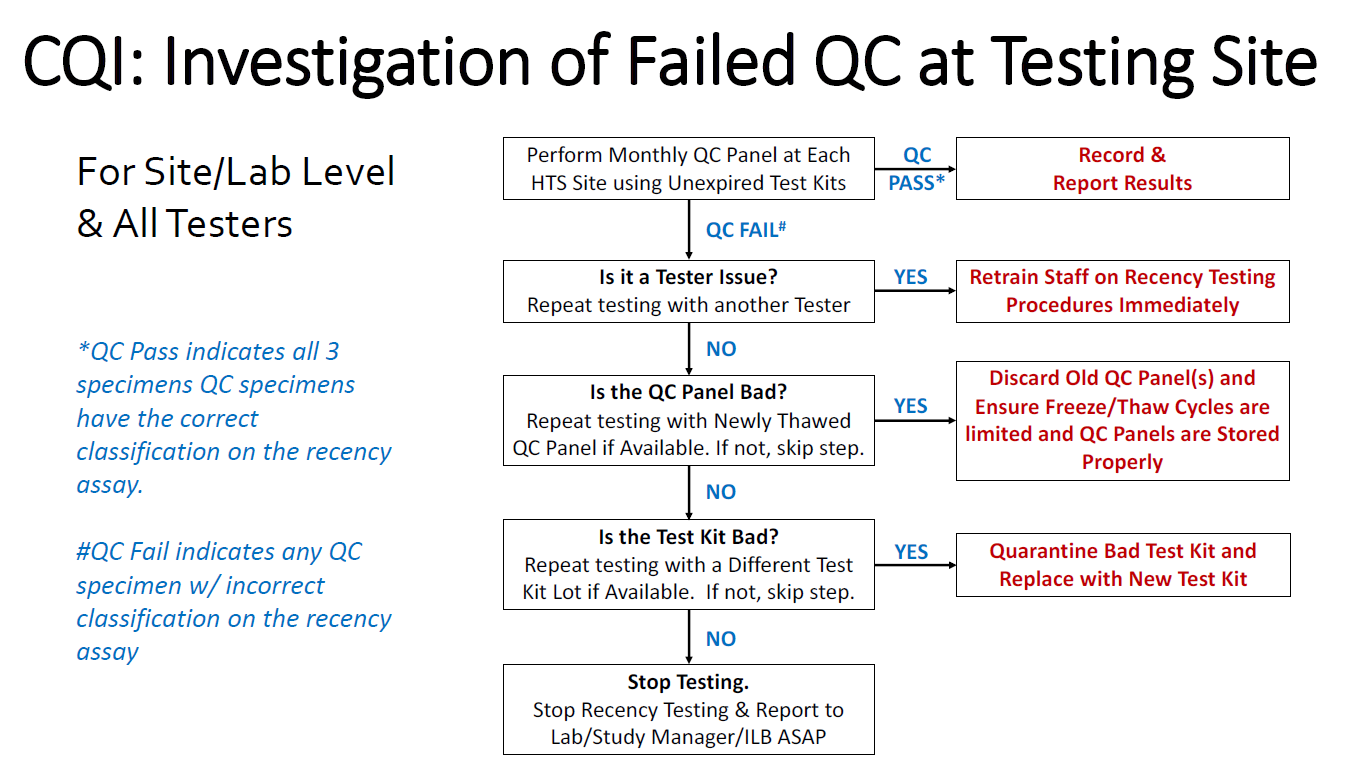 CQI: Investigation of Failed QC at Testing Site
For Site/Lab Level
& All Testers
*QC Pass indicates all 3
specimens QC specimens
have the correct
classification on the recency
assay.
#QC Fail indicates any QC
specimen w/ incorrect
classification on the recency
assay
Perform Monthly QC Panel at Each
HTS Site using Unexpired Test Kits
QC
PASS*
Record &
Report Results
QC FAIL#
Is it a Tester Issue?
Repeat testing with another Tester
YES
Retrain Staff on Recency Testing
Procedures Immediately
NO
Is the QC Panel Bad?
Repeat testing with Newly Thawed
QC Panel if Available. If not, skip step.
YES
Discard Old QC Panel(s) and
Ensure Freeze/Thaw Cycles are
limited and QC Panels are Stored
Properly
NO
Is the Test Kit Bad?
Repeat testing with a Different Test
Kit Lot if Available.  If not, skip step.
YES
Quarantine Bad Test Kit and
Replace with New Test Kit
NO
Stop Testing.
Stop Recency Testing & Report to
Lab/Study Manager/ILB ASAP